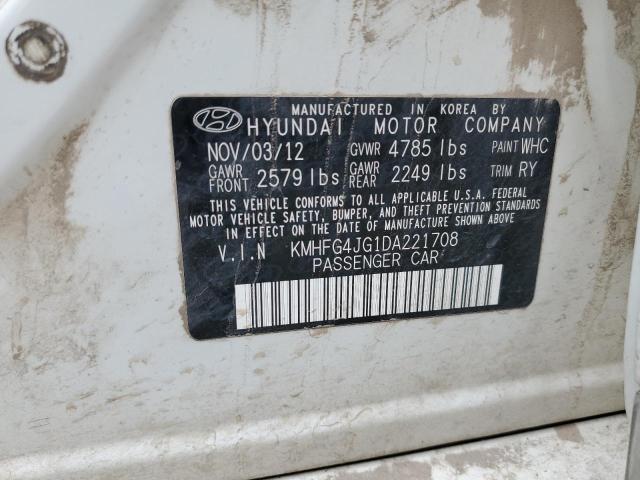 MANUFACTURED IN KOREA BY
HYUNDAI MOTOR COMPANY
NOV/03/12 GVWR 4785 lbs PAINT WHC
GAWR FRONT 2579 lbs GAWR REAR 2249 lbs TRIM RY
THIS VEHICLE CONFORMS TO ALL APPLICABLE U.S.A. FEDERAL
MOTOR VEHICLE SAFETY, BUMPER, AND THEFT PREVENTION STANDARDS
IN EFFECT ON THE DATE OF MANUFACTURE SHOWN ABOVE.
V.I.N KMHFG4JG1DA221708
PASSENGER CAR